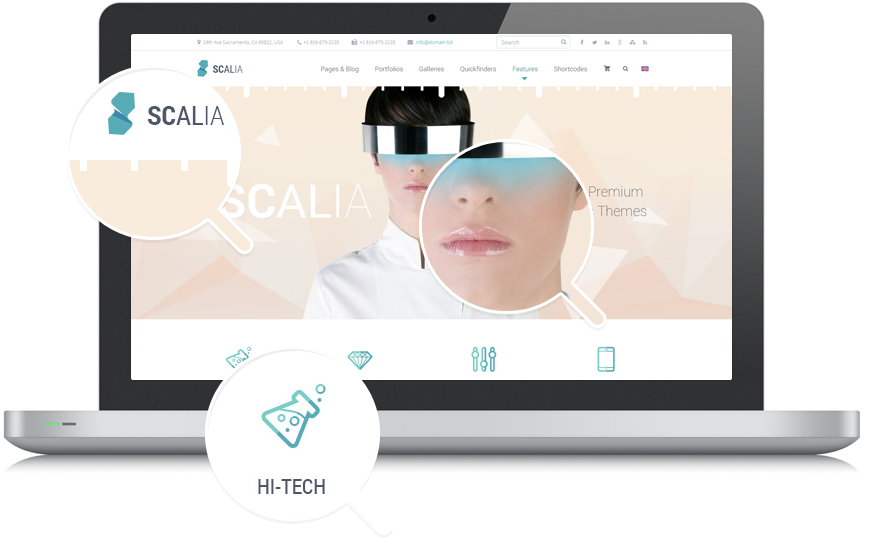 19th Ave Sacramento, CA 95822, USA +1 916-875-2235 +1 916-875-2235 info@domain.tld Search
SCALIA Pages & Blog Portfolios Galleries Quickfinders Features Shortcodes
SCALIA
SCALIA
Premium
Themes
HI-TECH